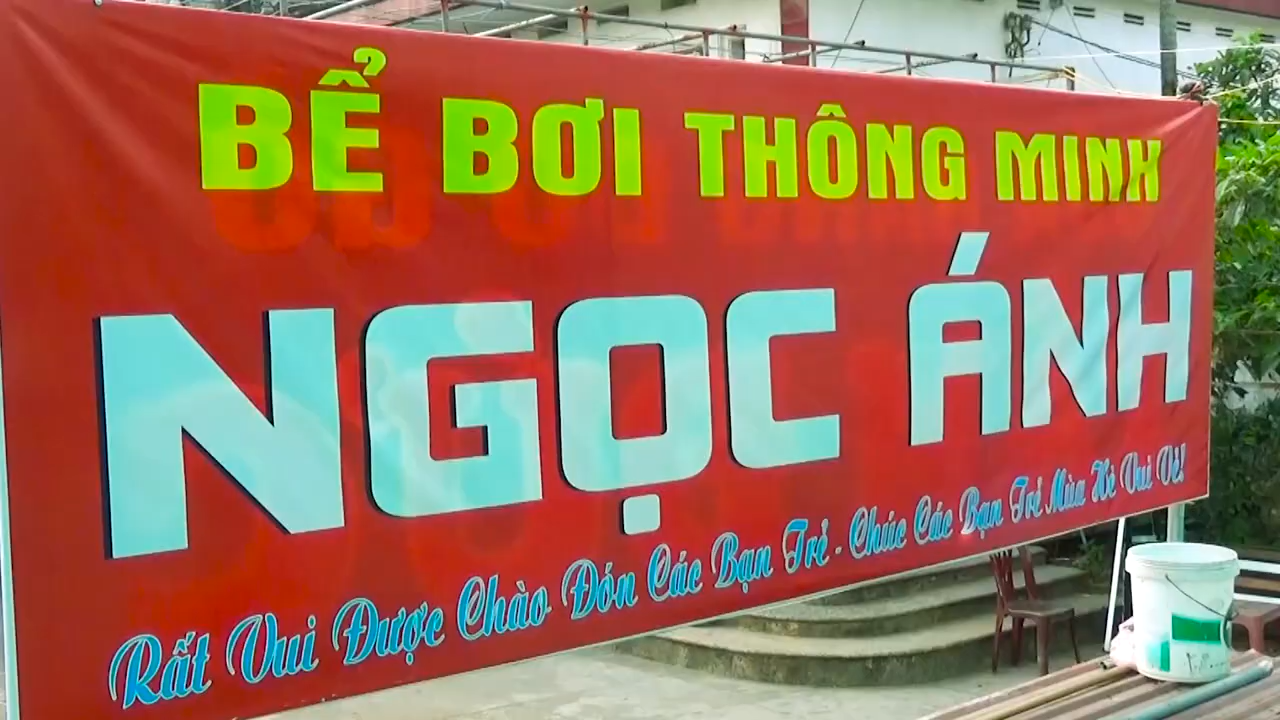 BỂ BƠI THÔNG MINH
NGỌC ÁNH
Rất Vui Được Chào Đón Các Bạn Trẻ - Chúc Các Bạn Trẻ Mùa Hè Vui Vẻ!